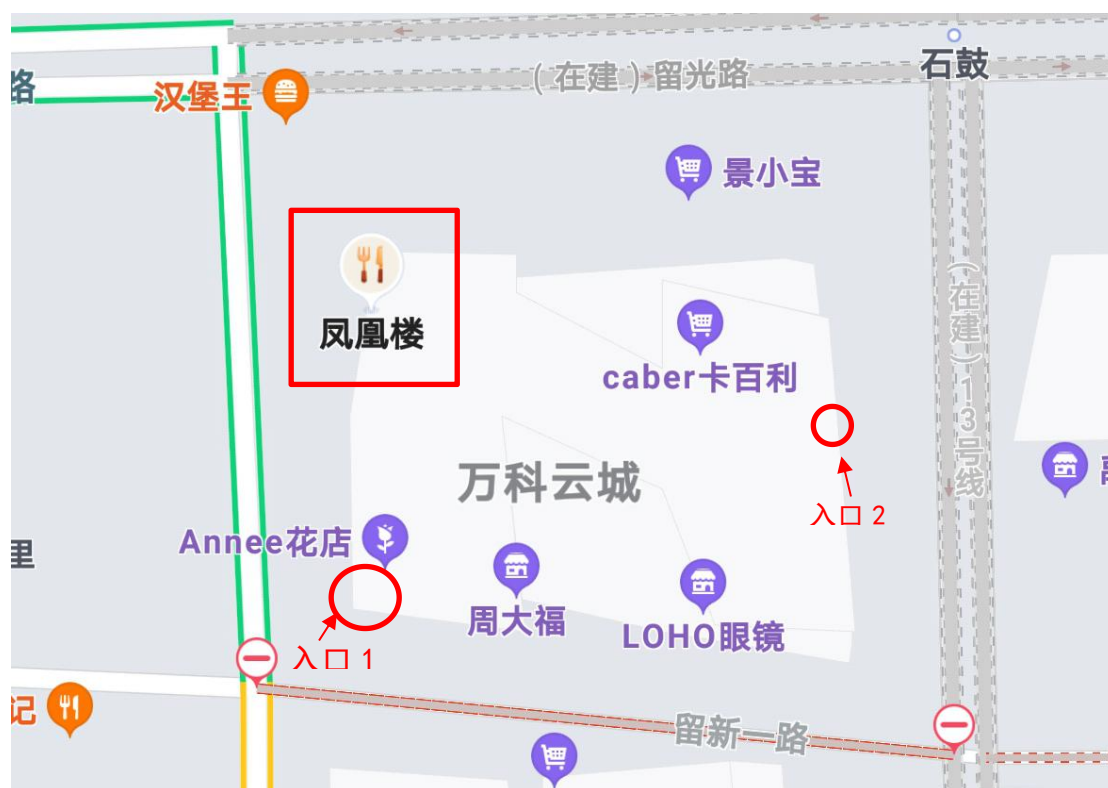 路
汉堡王
(在建)留光路
石鼓
景小宝
凤凰楼
(在建)13号线
caber卡百利
万科云城
入口 2
Annee花店
里
周大福
LOHO眼镜
入口 1
记
留新一路